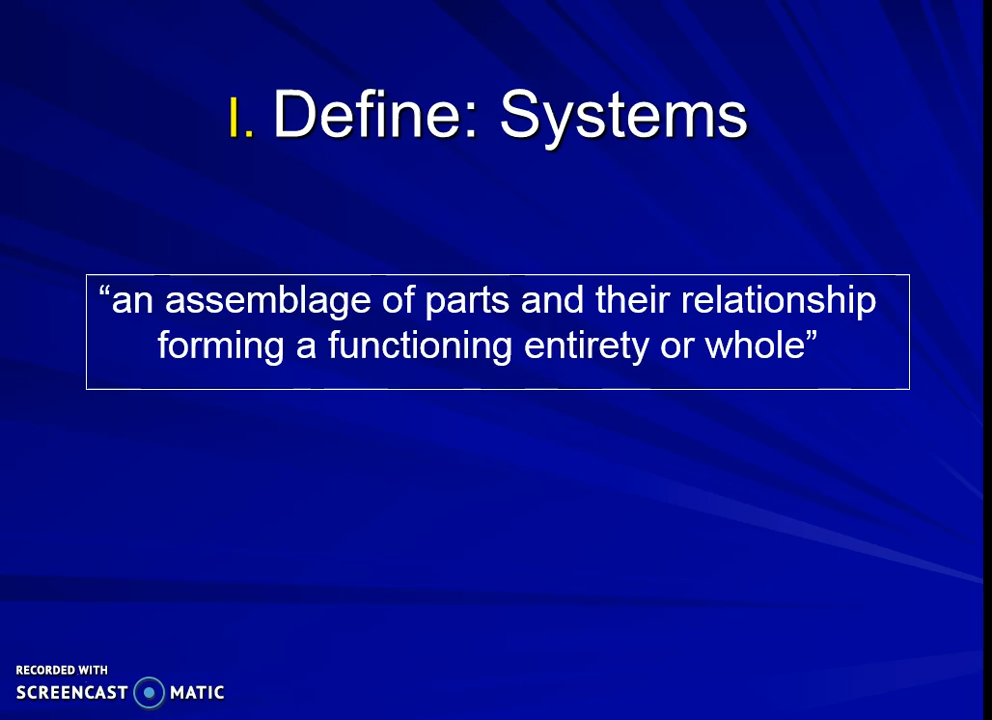 I. Define: Systems
“an assemblage of parts and their relationship
forming a functioning entirety or whole”
RECORDED WITH
SCREENCAST MATIC